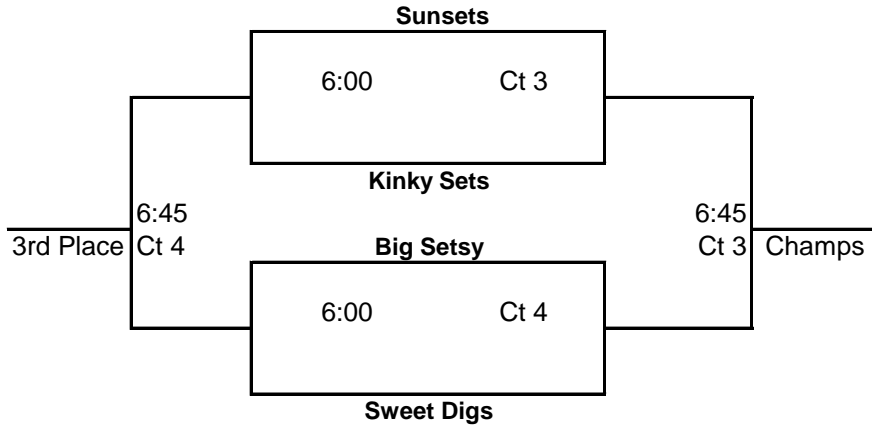 Sunsets
6:00 Ct 3
Kinky Sets
6:45 6:45
3rd Place Ct 4 Big Setsy Ct 3 Champs
6:00 Ct 4
Sweet Digs